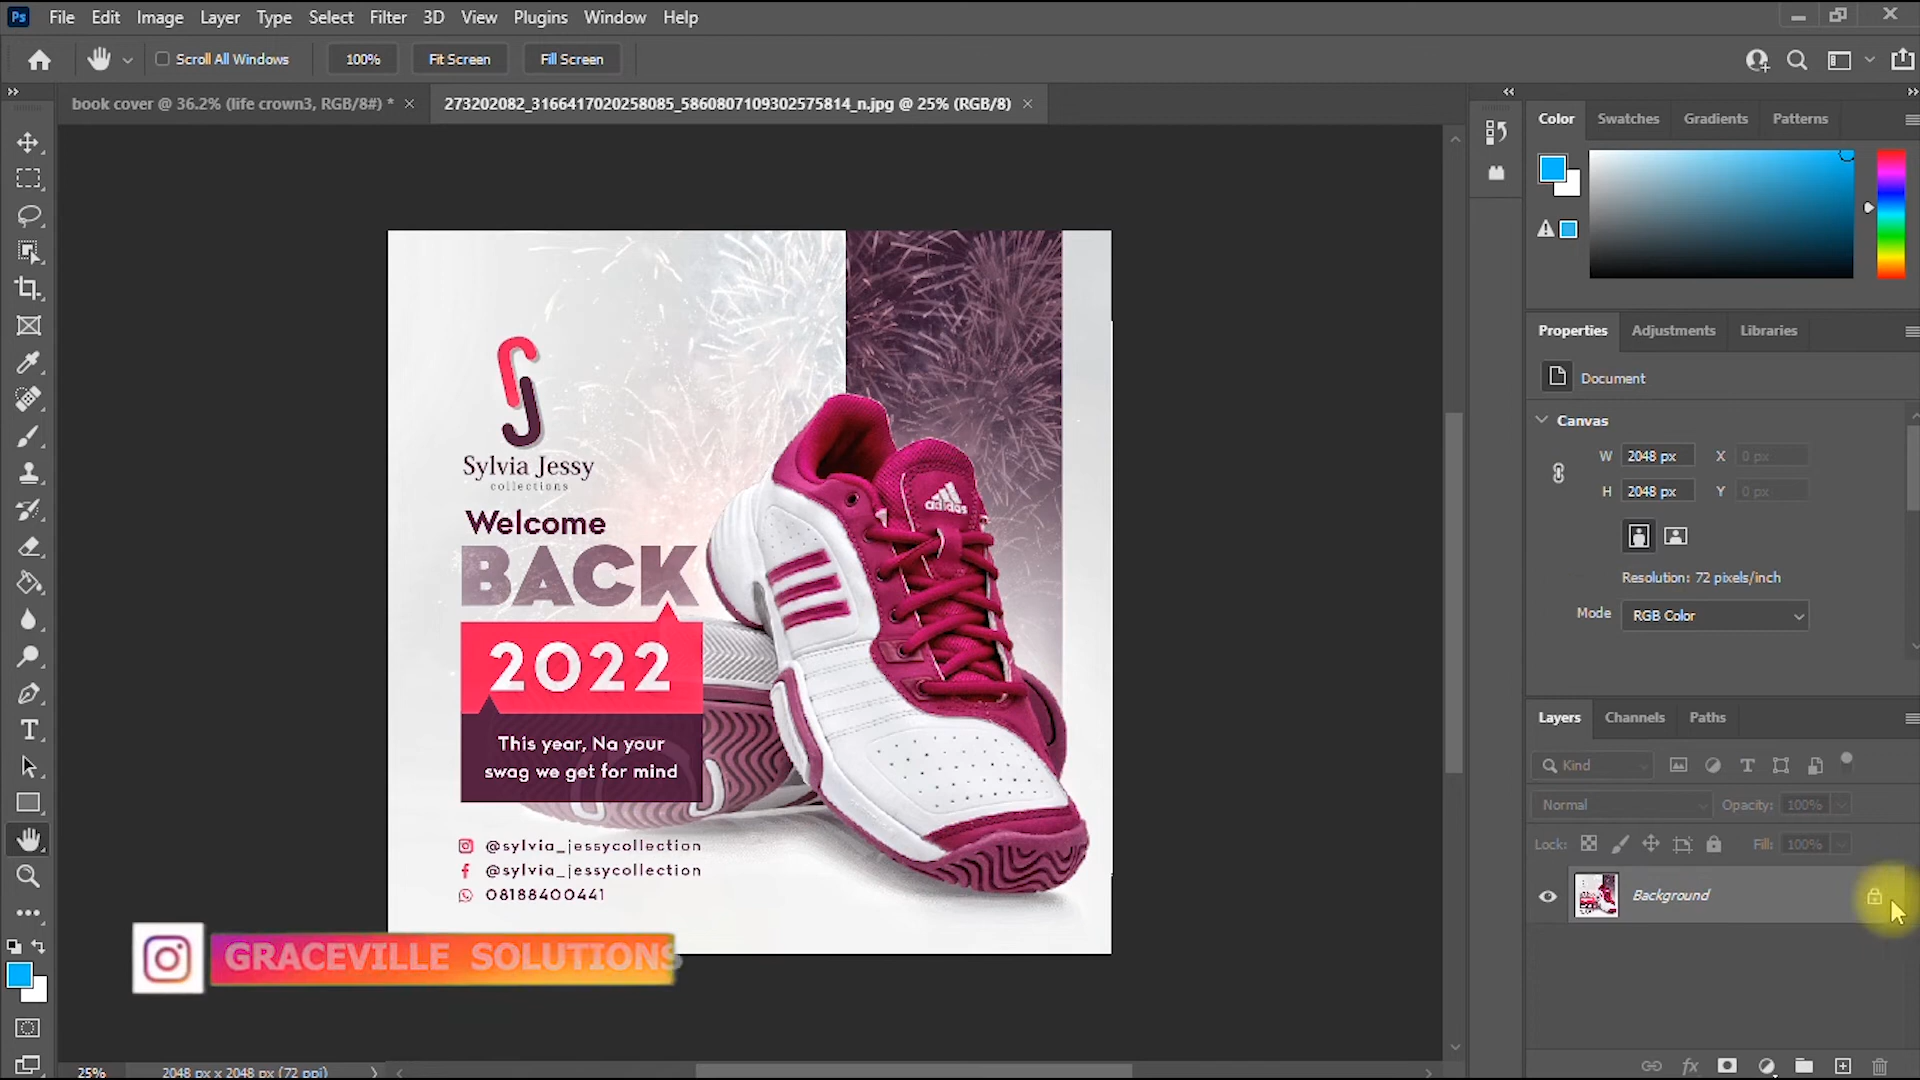 Ps File Edit Image Layer Type Select Filter 3D View Plugins Window Help
Scroll All Windows 100% Fit Screen Fill Screen
book cover @ 36.2% (life crown3, RGB/8#) * × 273202082_3166417020258085_5860807109302575814_n.jpg @ 25% (RGB/8) ×
Color Swatches Gradients Patterns
Properties Adjustments Libraries
Document
Canvas
W 2048 px X 0 px
H 2048 px Y 0 px
Resolution: 72 pixels/inch
Mode RGB Color
Layers Channels Paths
Kind
Normal Opacity: 100%
Lock: Fill: 100%
Background
fx
Sylvia Jessy
collections
Welcome
BACK
2022
This year, Na your
swag we get for mind
@sylvia_jessycollection
@sylvia_jessycollection
08188400441
adidas
GRACEVILLE SOLUTIONS
25% 2048 px x 2048 px (72 ppi)